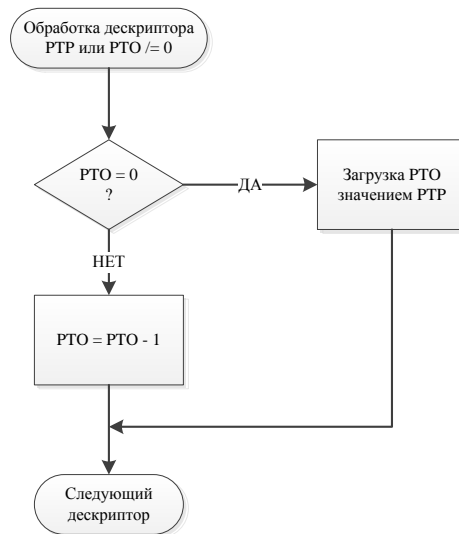 Обработка дескриптора
PTP или PTO /= 0
PTO = 0
?
ДА
Загрузка PTO
значением PTP
НЕТ
PTO = PTO - 1
Следующий
дескриптор